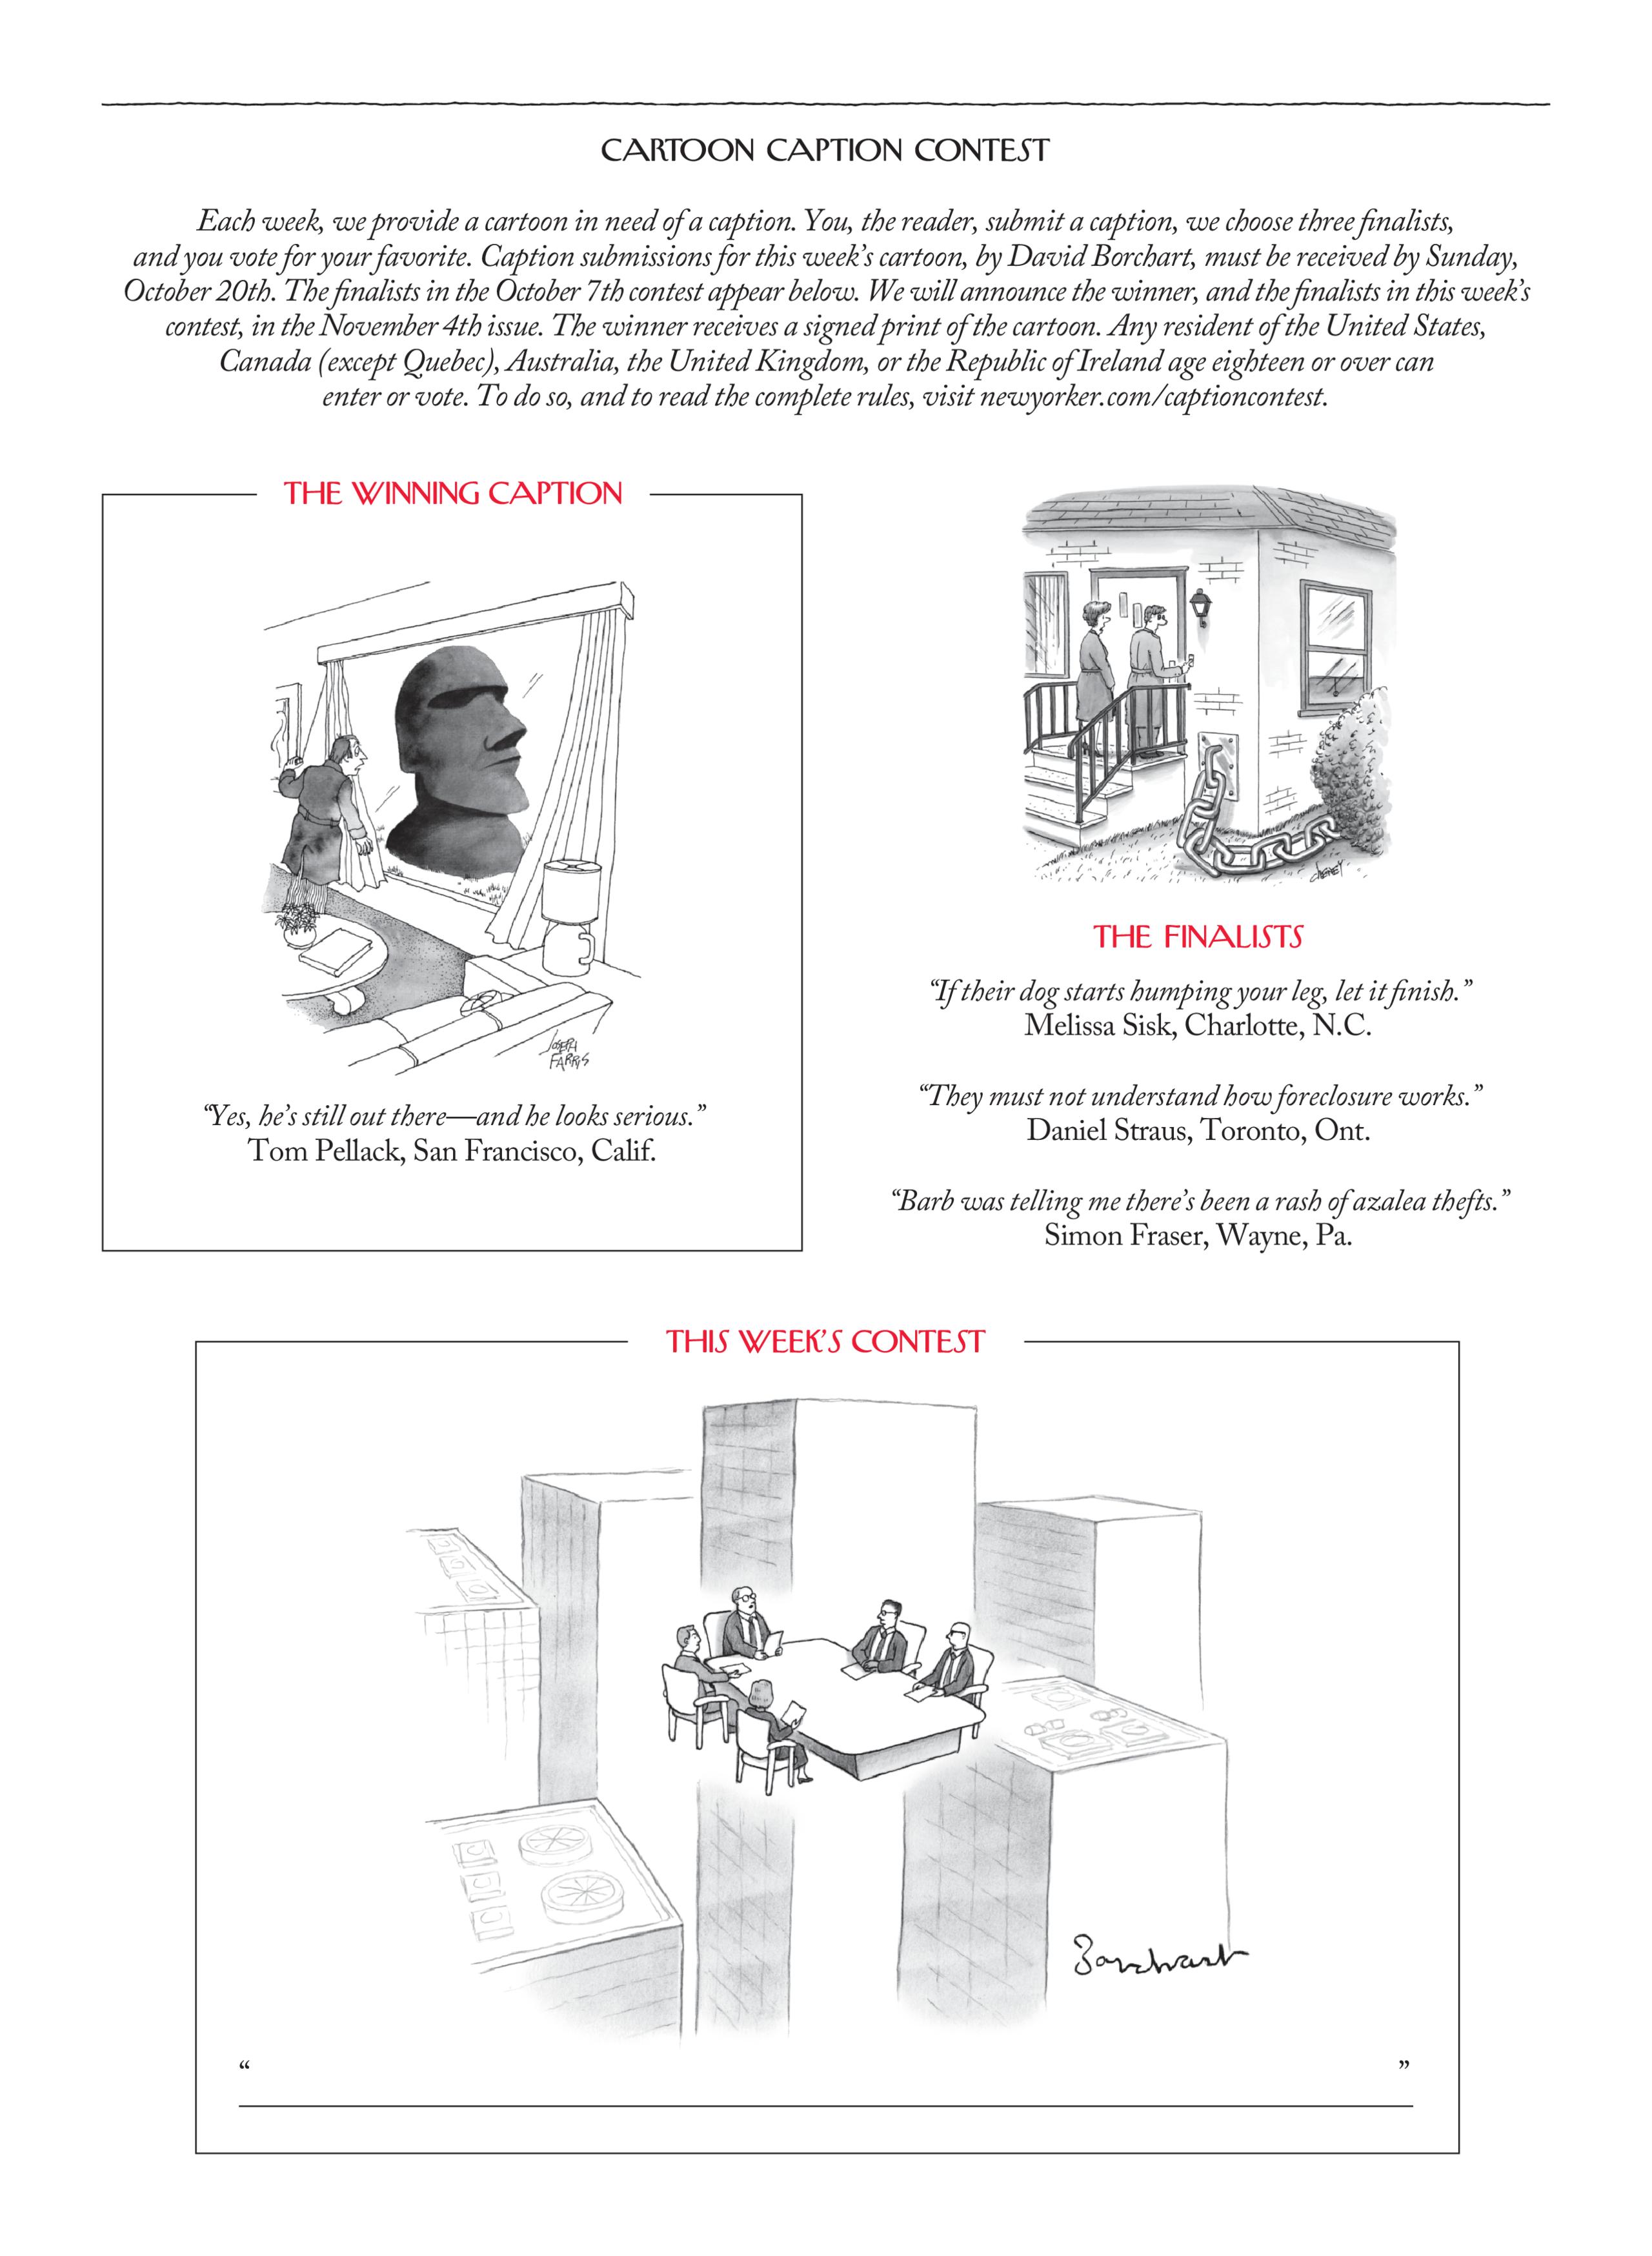 CARTOON CAPTION CONTEST
Each week, we provide a cartoon in need of a caption. You, the reader, submit a caption, we choose three finalists,
and you vote for your favorite. Caption submissions for this week’s cartoon, by David Borchart, must be received by Sunday,
October 20th. The finalists in the October 7th contest appear below. We will announce the winner, and the finalists in this week’s
contest, in the November 4th issue. The winner receives a signed print of the cartoon. Any resident of the United States,
Canada (except Quebec), Australia, the United Kingdom, or the Republic of Ireland age eighteen or over can
enter or vote. To do so, and to read the complete rules, visit newyorker.com/captioncontest.
THE WINNING CAPTION
JOSEPH
FARRIS
“Yes, he’s still out there—and he looks serious.”
Tom Pellack, San Francisco, Calif.
CHENEY
THE FINALISTS
“If their dog starts humping your leg, let it finish.”
Melissa Sisk, Charlotte, N.C.
“They must not understand how foreclosure works.”
Daniel Straus, Toronto, Ont.
“Barb was telling me there’s been a rash of azalea thefts.”
Simon Fraser, Wayne, Pa.
THIS WEEK’S CONTEST
Borchart
“ ”